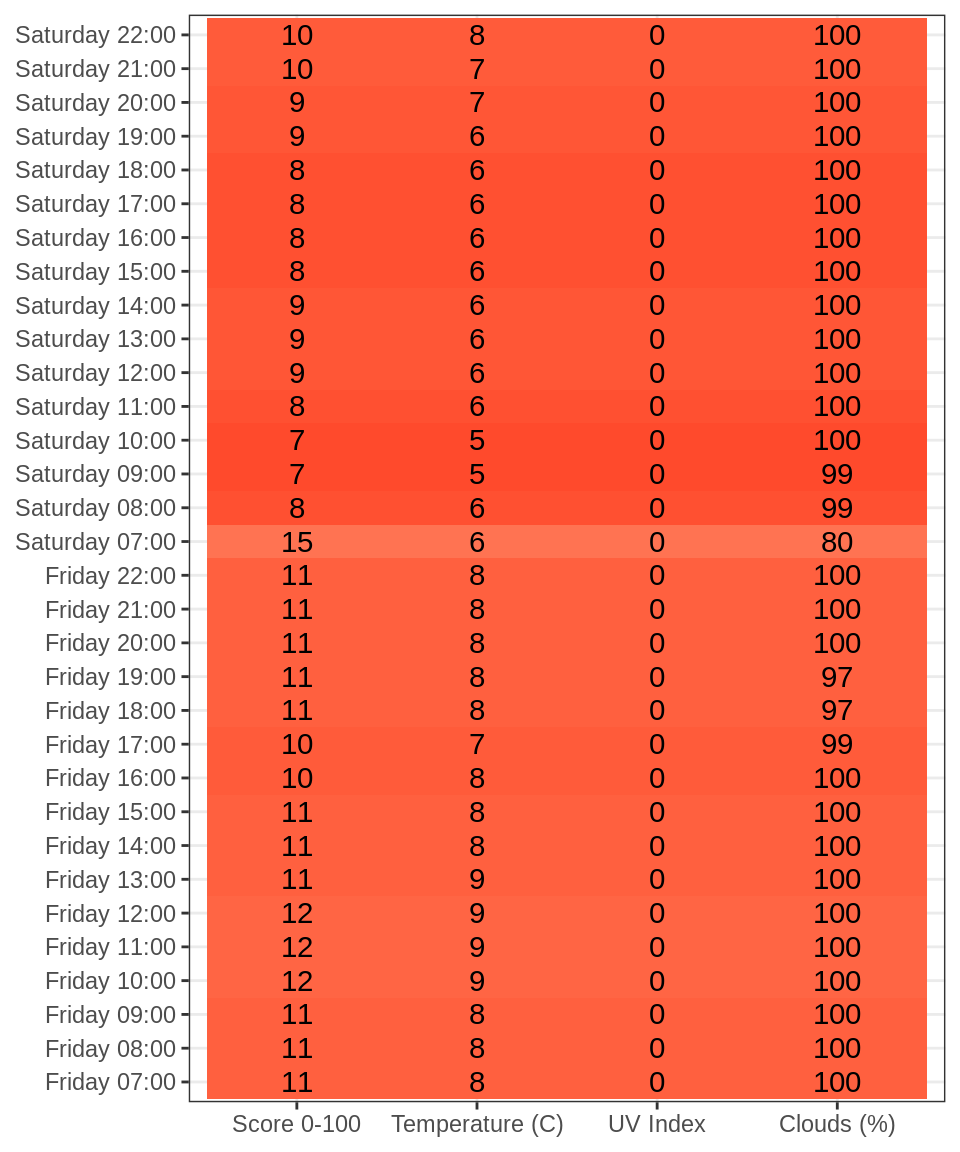 Saturday 22:00 10 8 0 100
Saturday 21:00 10 7 0 100
Saturday 20:00 9 7 0 100
Saturday 19:00 9 6 0 100
Saturday 18:00 8 6 0 100
Saturday 17:00 8 6 0 100
Saturday 16:00 8 6 0 100
Saturday 15:00 8 6 0 100
Saturday 14:00 9 6 0 100
Saturday 13:00 9 6 0 100
Saturday 12:00 9 6 0 100
Saturday 11:00 8 6 0 100
Saturday 10:00 7 5 0 100
Saturday 09:00 7 5 0 99
Saturday 08:00 8 6 0 99
Saturday 07:00 15 6 0 80
Friday 22:00 11 8 0 100
Friday 21:00 11 8 0 100
Friday 20:00 11 8 0 100
Friday 19:00 11 8 0 97
Friday 18:00 11 8 0 97
Friday 17:00 10 7 0 99
Friday 16:00 10 8 0 100
Friday 15:00 11 8 0 100
Friday 14:00 11 8 0 100
Friday 13:00 11 9 0 100
Friday 12:00 12 9 0 100
Friday 11:00 12 9 0 100
Friday 10:00 12 9 0 100
Friday 09:00 11 8 0 100
Friday 08:00 11 8 0 100
Friday 07:00 11 8 0 100
Score 0-100 Temperature (C) UV Index Clouds (%)